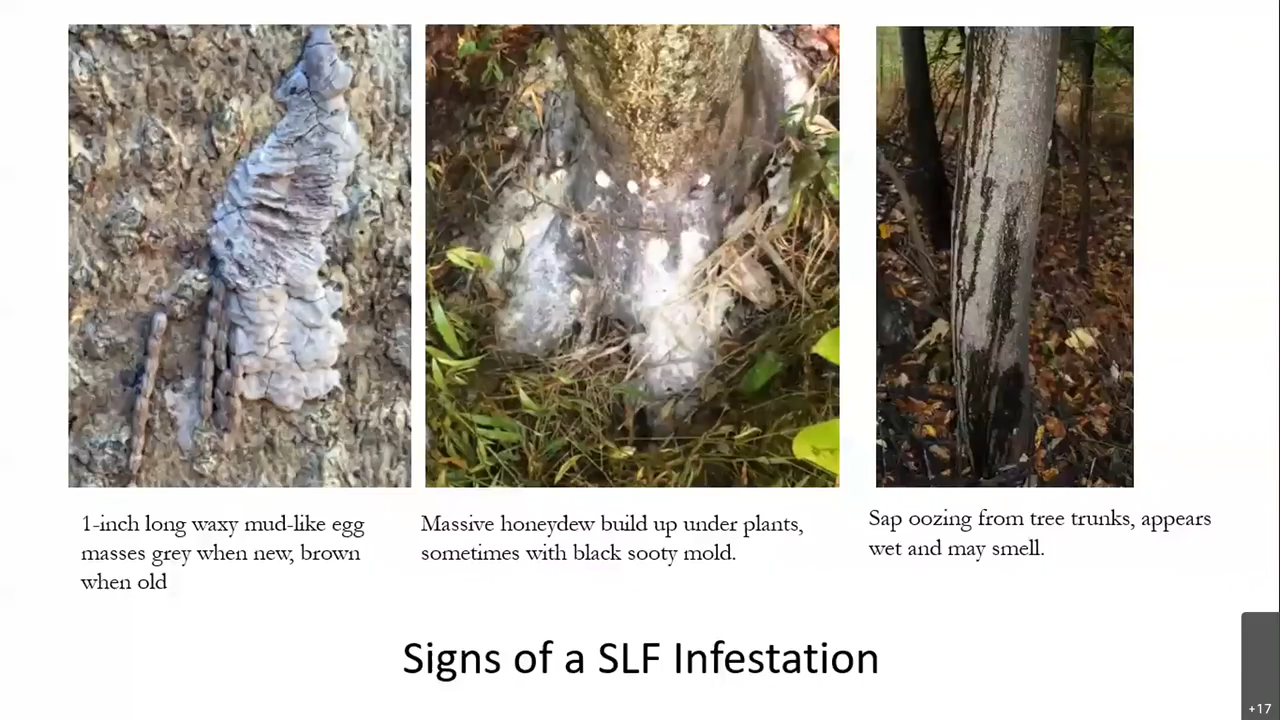 1-inch long waxy mud-like egg
masses grey when new, brown
when old
Massive honeydew build up under plants,
sometimes with black sooty mold.
Sap oozing from tree trunks, appears
wet and may smell.
Signs of a SLF Infestation
+17